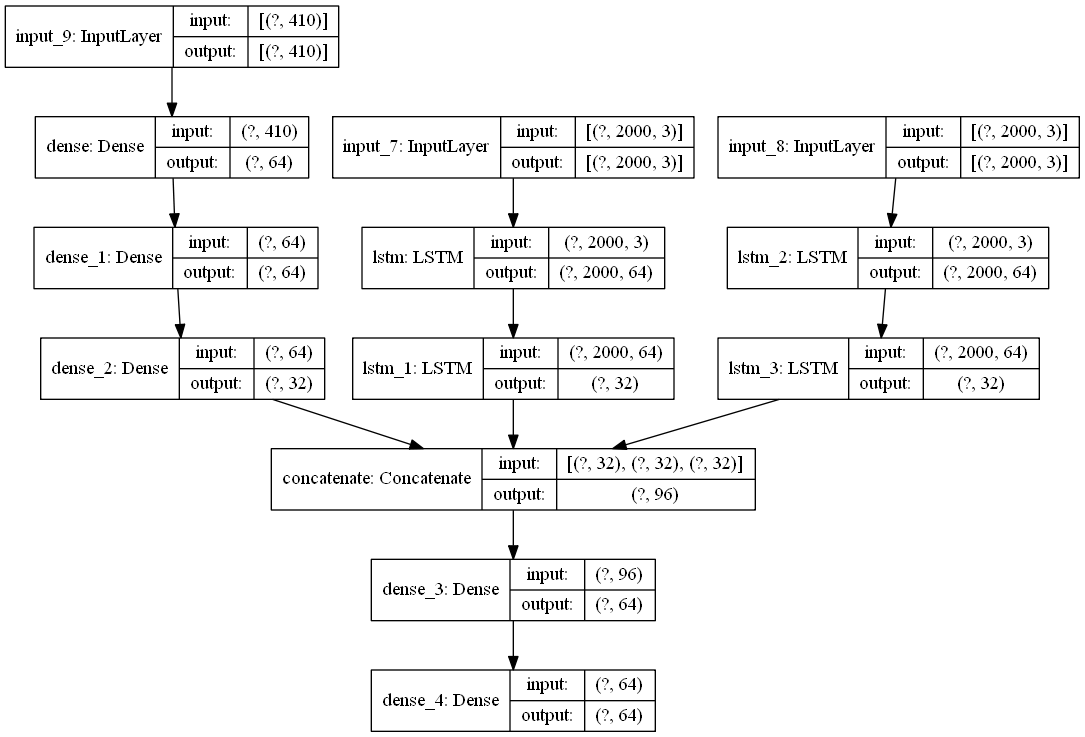 input_9: InputLayer
input: [(?, 410)]
output: [(?, 410)]
dense: Dense
input: (?, 410)
output: (?, 64)
input_7: InputLayer
input: [(?, 2000, 3)]
output: [(?, 2000, 3)]
input_8: InputLayer
input: [(?, 2000, 3)]
output: [(?, 2000, 3)]
dense_1: Dense
input: (?, 64)
output: (?, 64)
lstm: LSTM
input: (?, 2000, 3)
output: (?, 2000, 64)
lstm_2: LSTM
input: (?, 2000, 3)
output: (?, 2000, 64)
dense_2: Dense
input: (?, 64)
output: (?, 32)
lstm_1: LSTM
input: (?, 2000, 64)
output: (?, 32)
lstm_3: LSTM
input: (?, 2000, 64)
output: (?, 32)
concatenate: Concatenate
input: [(?, 32), (?, 32), (?, 32)]
output: (?, 96)
dense_3: Dense
input: (?, 96)
output: (?, 64)
dense_4: Dense
input: (?, 64)
output: (?, 64)